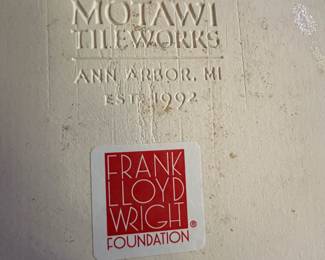 MOTAWI
TILEWORKS
ANN ARBOR, MI
EST. 1992
FRANK
LLOYD
WRIGHT
FOUNDATION®